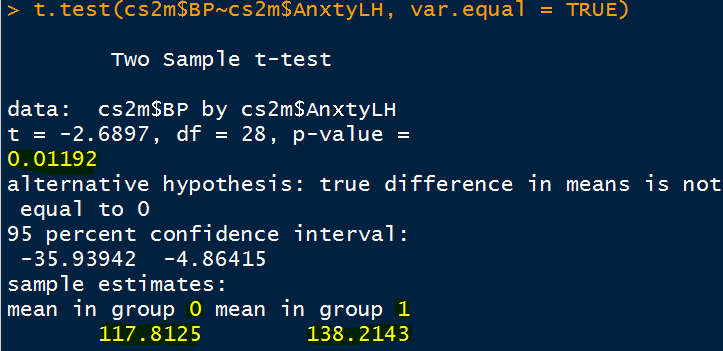 > t.test(cs2m$BP~cs2m$AnxtyLH, var.equal = TRUE)
Two Sample t-test
data:  cs2m$BP by cs2m$AnxtyLH
t = -2.6897, df = 28, p-value =
0.01192
alternative hypothesis: true difference in means is not
 equal to 0
95 percent confidence interval:
 -35.93942  -4.86415
sample estimates:
mean in group 0 mean in group 1
117.8125        138.2143